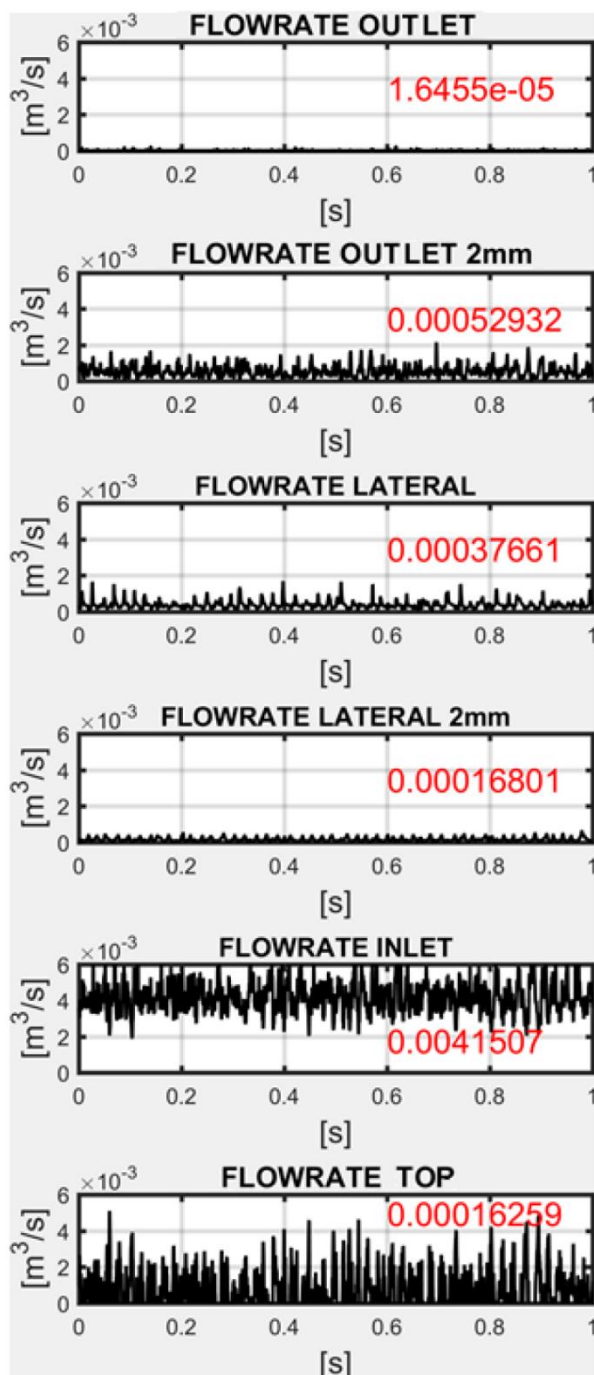 FLOWRATE OUTLET
×10-3
[m3/s]
6
4
2
0
1.6455e-05
0 0.2 0.4 0.6 0.8 1
[s]
FLOWRATE OUTLET 2mm
×10-3
[m3/s]
6
4
2
0
0.00052932
0 0.2 0.4 0.6 0.8 1
[s]
FLOWRATE LATERAL
×10-3
[m3/s]
6
4
2
0
0.00037661
0 0.2 0.4 0.6 0.8 1
[s]
FLOWRATE LATERAL 2mm
×10-3
[m3/s]
6
4
2
0
0.00016801
0 0.2 0.4 0.6 0.8 1
[s]
FLOWRATE INLET
×10-3
[m3/s]
6
4
2
0
0.0041507
0 0.2 0.4 0.6 0.8 1
[s]
FLOWRATE TOP
×10-3
[m3/s]
6
4
2
0
0.00016259
0 0.2 0.4 0.6 0.8 1
[s]